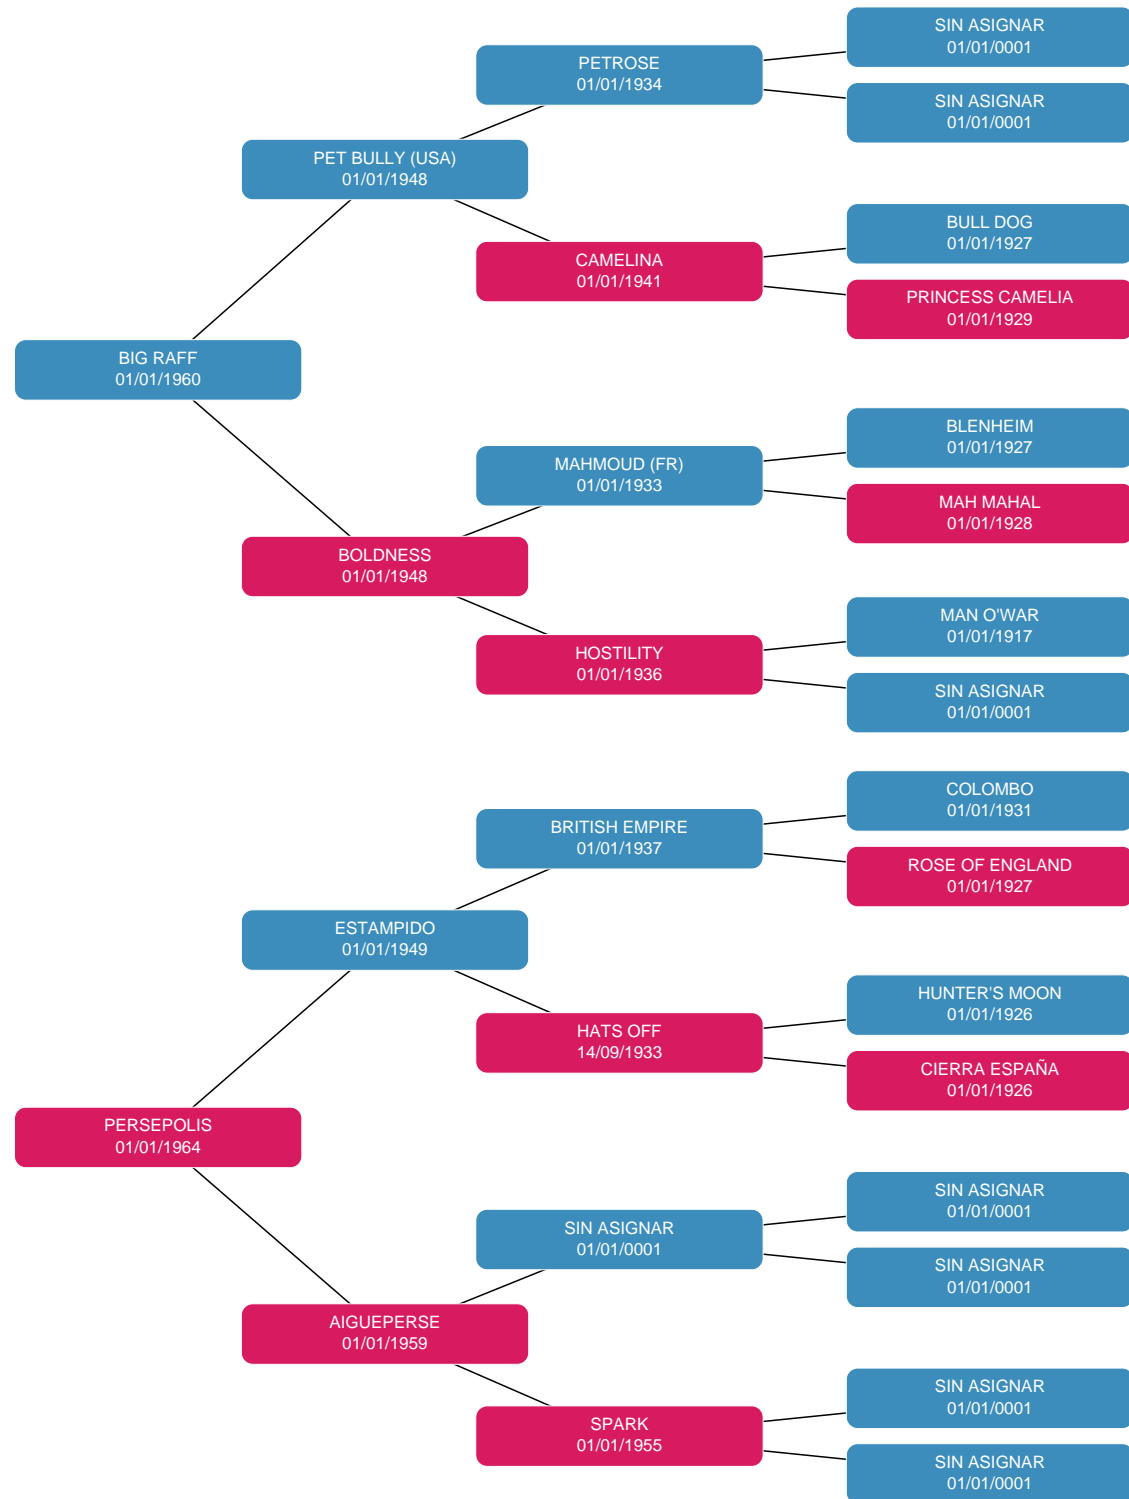 SIN ASIGNAR
01/01/0001
PETROSE
01/01/1934
SIN ASIGNAR
01/01/0001
PET BULLY (USA)
01/01/1948
BULL DOG
01/01/1927
CAMELINA
01/01/1941
PRINCESS CAMELIA
01/01/1929
BIG RAFF
01/01/1960
BLENHEIM
01/01/1927
MAHMOUD (FR)
01/01/1933
MAH MAHAL
01/01/1928
BOLDNESS
01/01/1948
MAN O'WAR
01/01/1917
HOSTILITY
01/01/1936
SIN ASIGNAR
01/01/0001
COLOMBO
01/01/1931
BRITISH EMPIRE
01/01/1937
ROSE OF ENGLAND
01/01/1927
ESTAMPIDO
01/01/1949
HUNTER'S MOON
01/01/1926
HATS OFF
14/09/1933
CIERRA ESPAÑA
01/01/1926
PERSEPOLIS
01/01/1964
SIN ASIGNAR
01/01/0001
SIN ASIGNAR
01/01/0001
SIN ASIGNAR
01/01/0001
AIGUEPERSE
01/01/1959
SIN ASIGNAR
01/01/0001
SPARK
01/01/1955
SIN ASIGNAR
01/01/0001